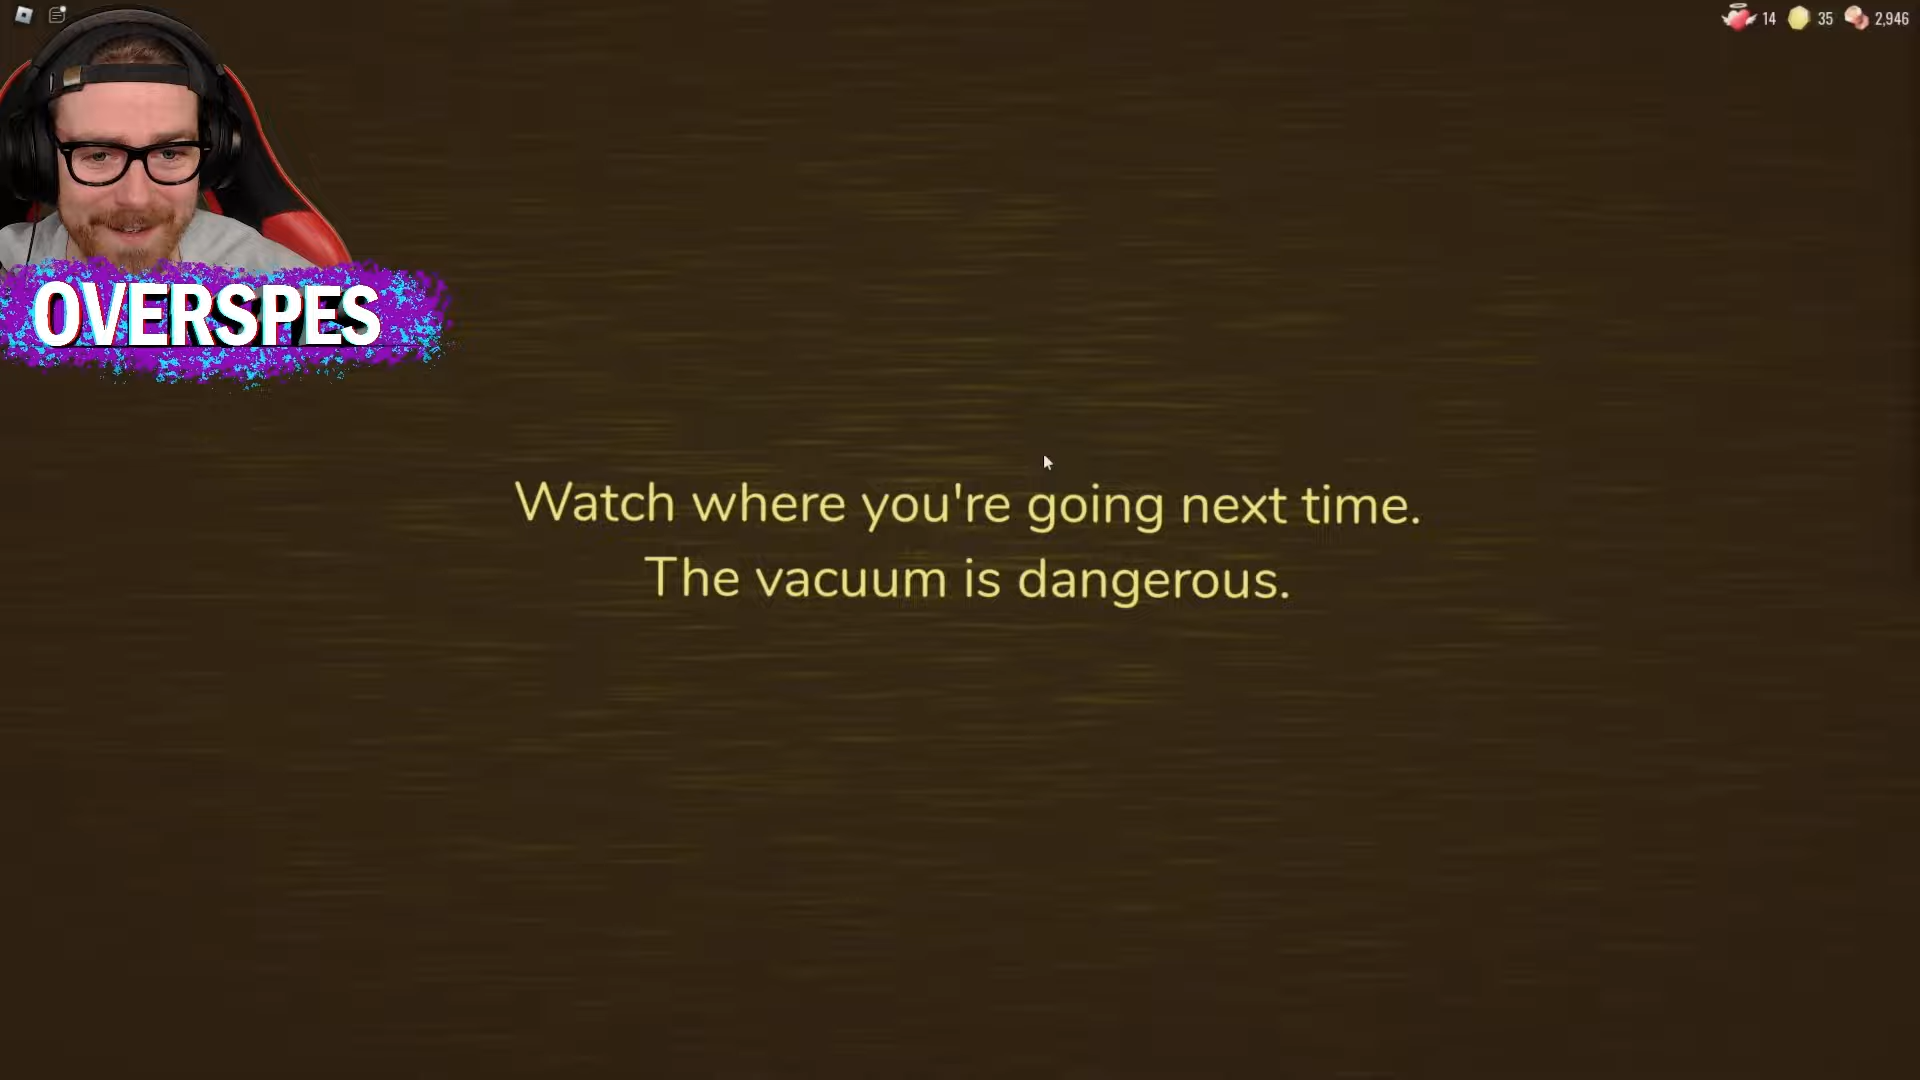 14 35 2,946
OVERSPES
Watch where you're going next time.
The vacuum is dangerous.